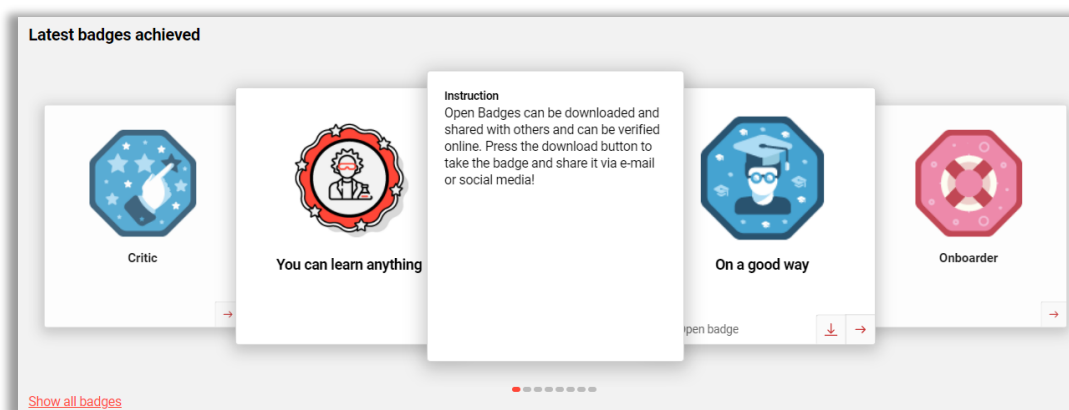 Latest badges achieved
Critic
You can learn anything
Instruction
Open Badges can be downloaded and
shared with others and can be verified
online. Press the download button to
take the badge and share it via e-mail
or social media!
On a good way
pen badge
Onboarder
Show all badges